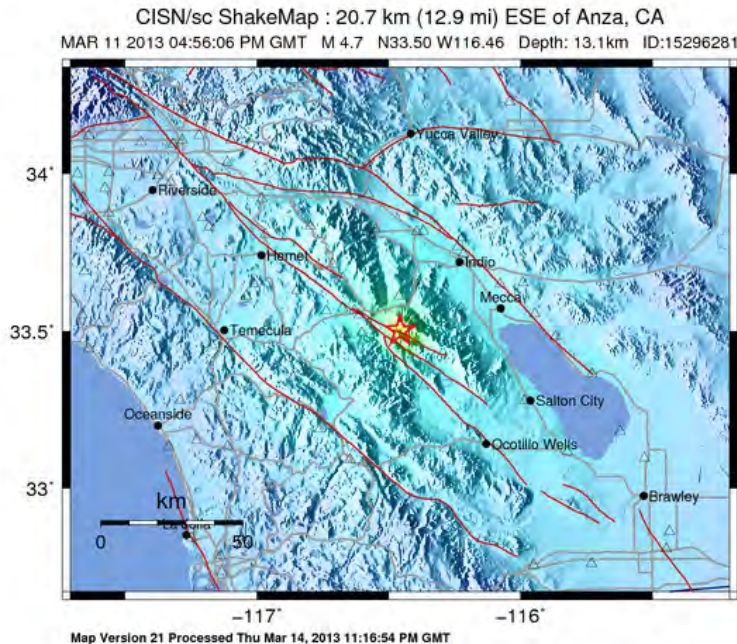 CISN/sc ShakeMap : 20.7 km (12.9 mi) ESE of Anza, CA
MAR 11 2013 04:56:06 PM GMT M 4.7 N33.50 W116.46 Depth: 13.1km ID:15296281
Yucca Valley
34˚
Riverside
Hemet
Indio
Mecca
33.5˚
Temecula
Salton City
Oceanside
Ocotillo Wells
33˚
km
Brawley
La Jolla
0 50
−117˚ −116˚
Map Version 21 Processed Thu Mar 14, 2013 11:16:54 PM GMT